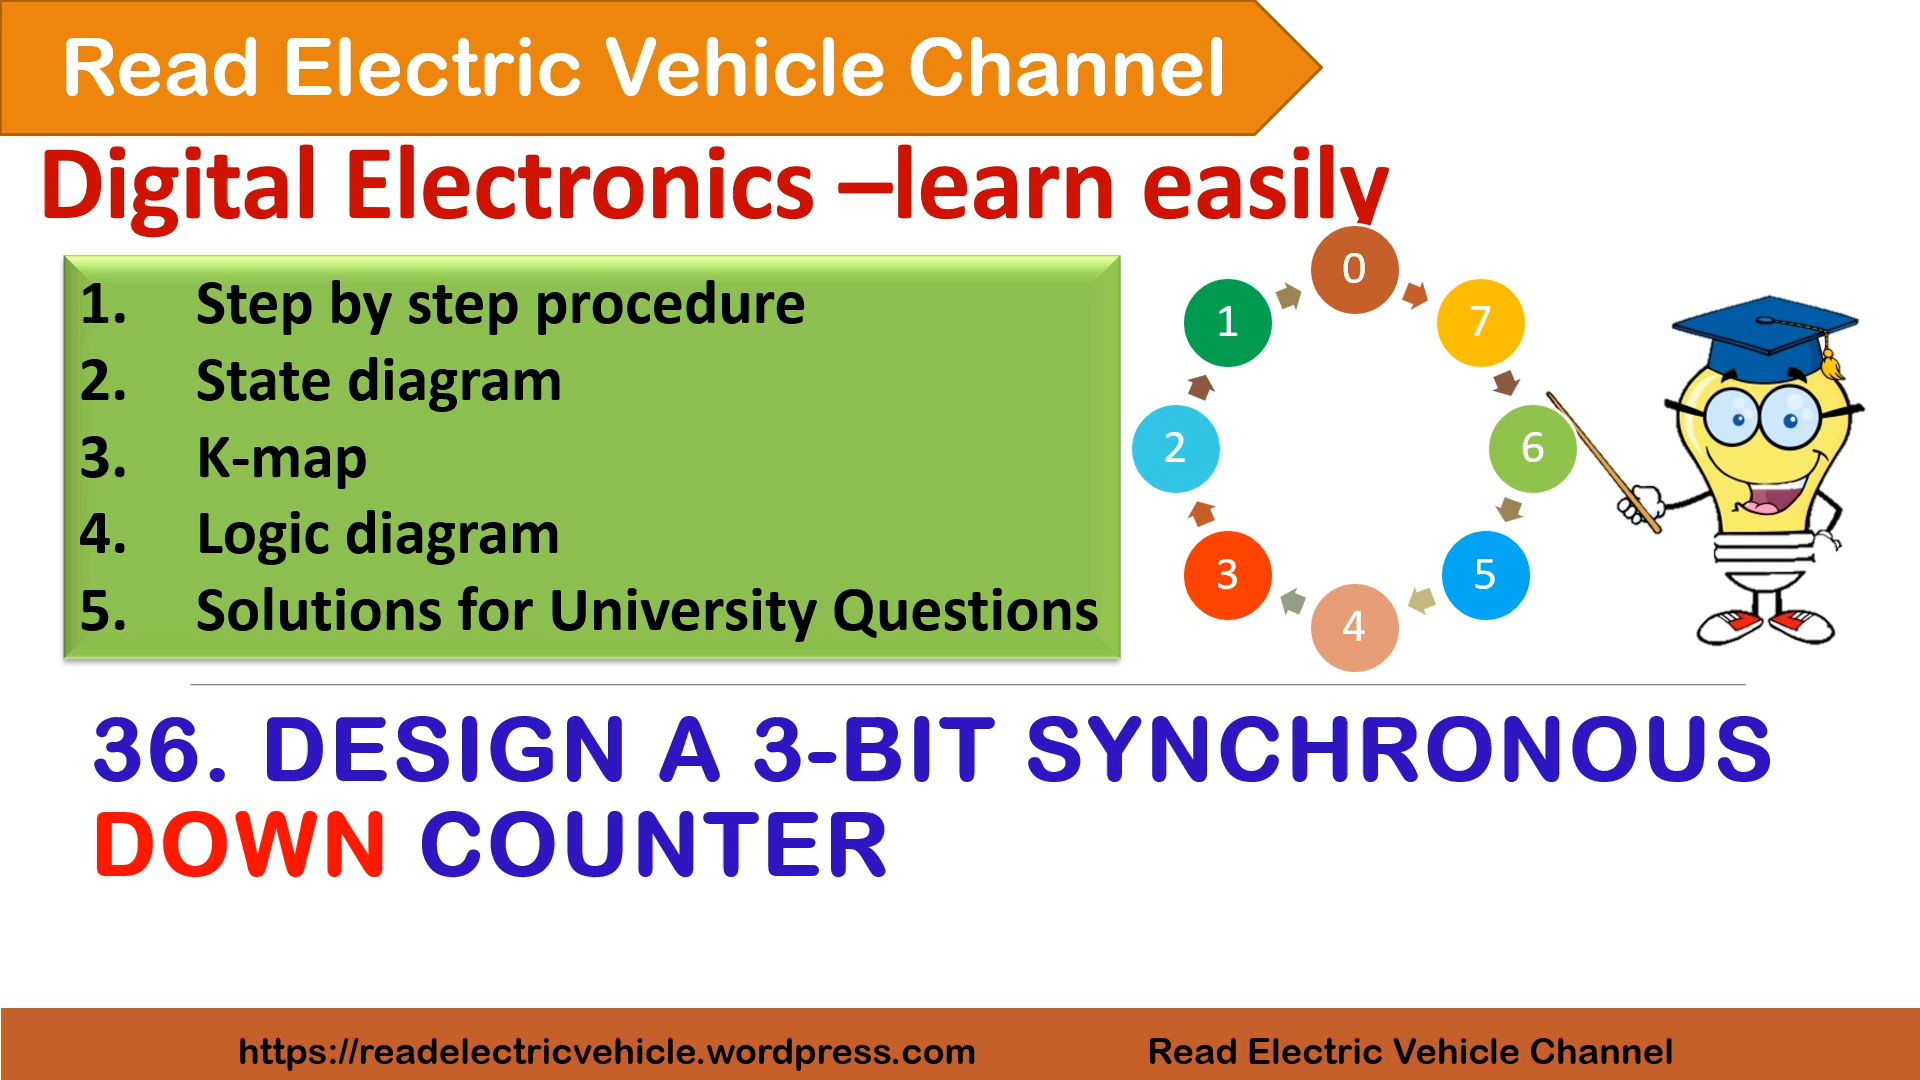 Read Electric Vehicle Channel
Digital Electronics –learn easily
1. Step by step procedure
2. State diagram
3. K-map
4. Logic diagram
5. Solutions for University Questions
0
7
6
5
4
3
2
1
36. DESIGN A 3-BIT SYNCHRONOUS
DOWN COUNTER
https://readelectricvehicle.wordpress.com Read Electric Vehicle Channel